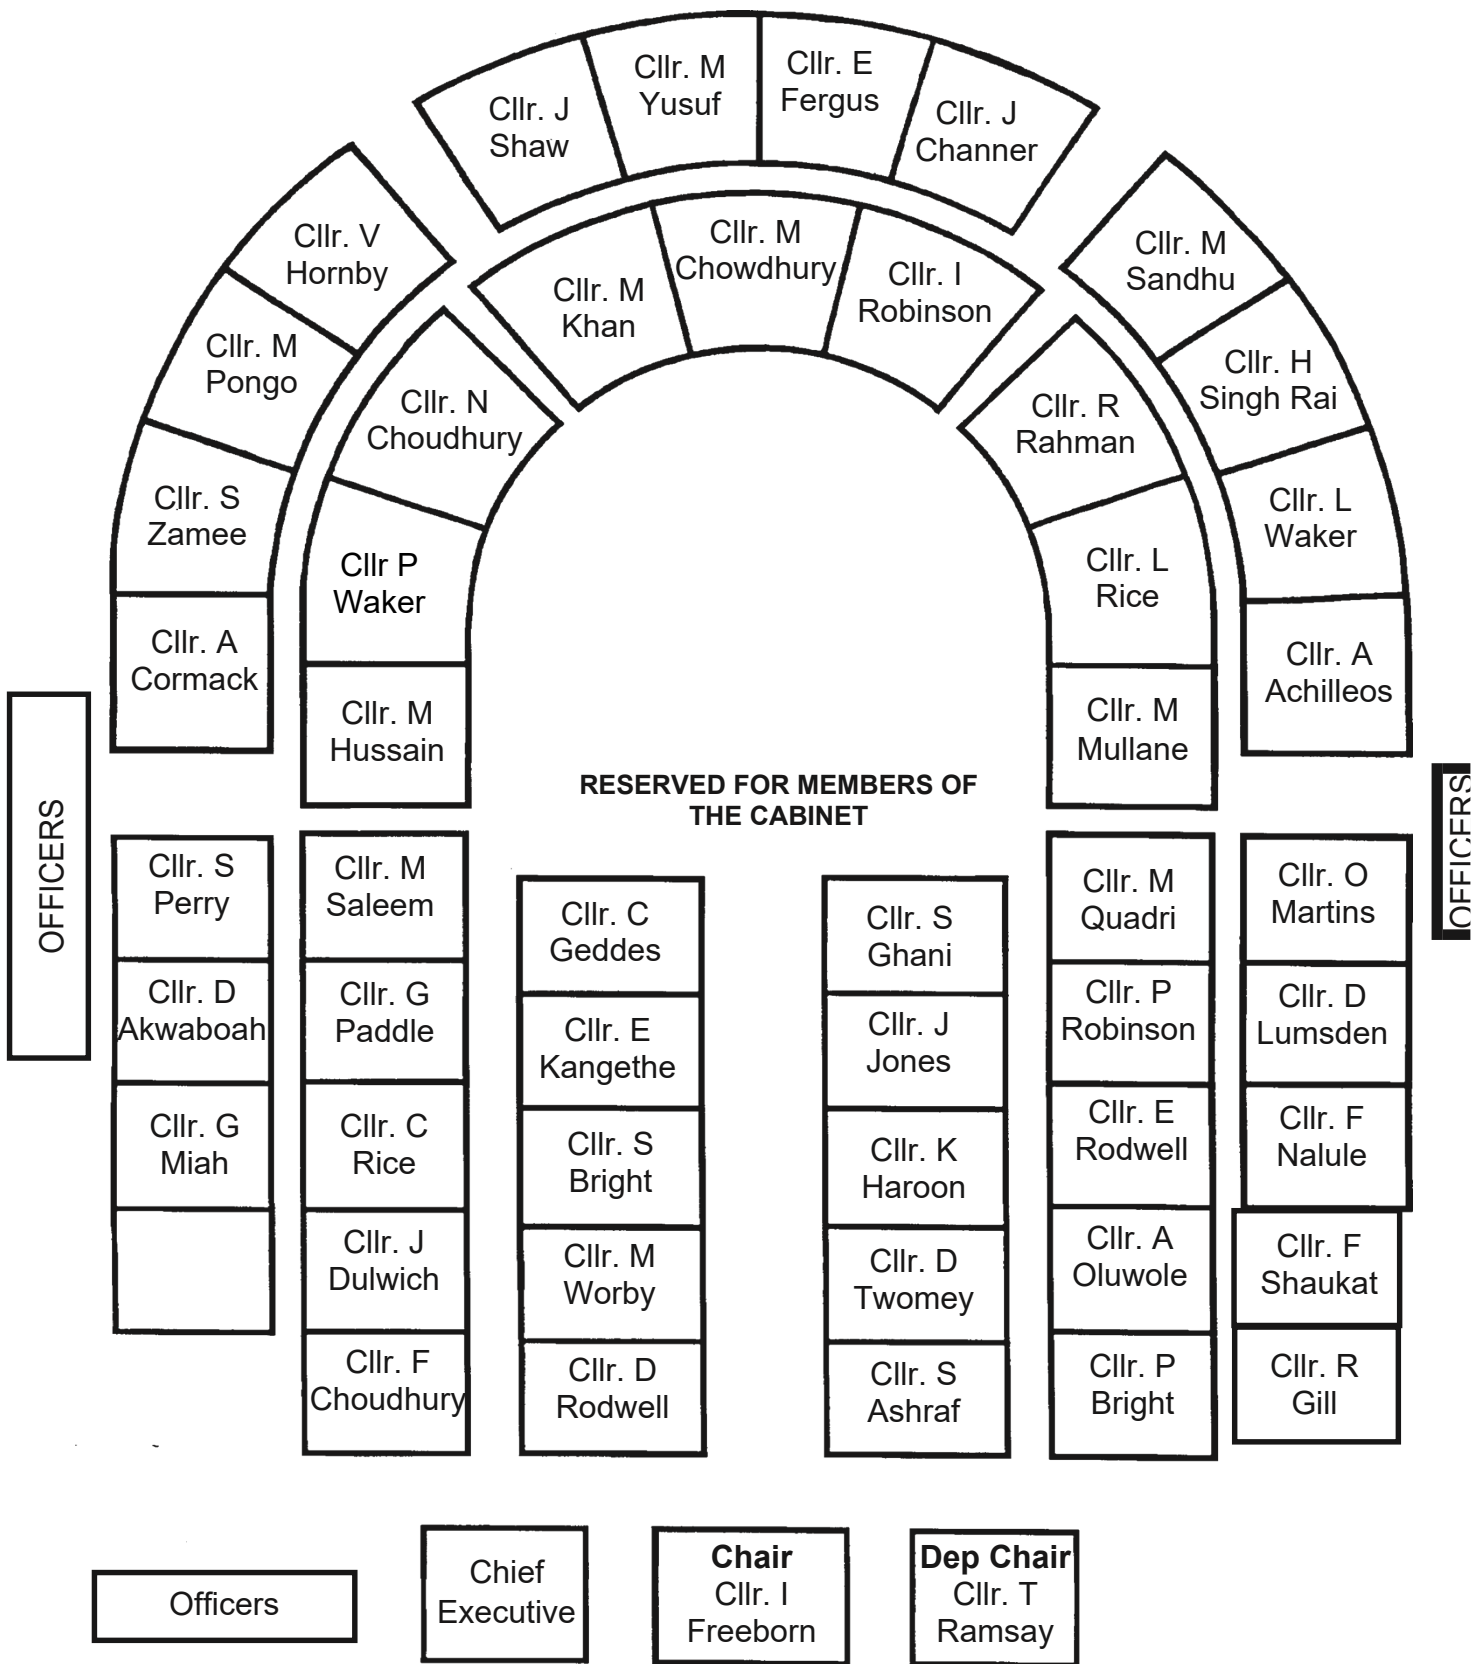 Cllr. J
Shaw
Cllr. M
Yusuf
Cllr. E
Fergus
Cllr. J
Channer
Cllr. V
Hornby
Cllr. M
Pongo
Cllr. S
Zamee
Cllr. A
Cormack
Cllr. M
Khan
Cllr. M
Chowdhury
Cllr. I
Robinson
Cllr. M
Sandhu
Cllr. H
Singh Rai
Cllr. L
Waker
Cllr. A
Achilleos
Cllr. N
Choudhury
Cllr P
Waker
Cllr. M
Hussain
Cllr. R
Rahman
Cllr. L
Rice
Cllr. M
Mullane
RESERVED FOR MEMBERS OF
THE CABINET
OFFICERS
OFFICERS
Cllr. S
Perry
Cllr. D
Akwaboah
Cllr. G
Miah
Cllr. M
Saleem
Cllr. G
Paddle
Cllr. C
Rice
Cllr. J
Dulwich
Cllr. F
Choudhury
Cllr. C
Geddes
Cllr. E
Kangethe
Cllr. S
Bright
Cllr. M
Worby
Cllr. D
Rodwell
Cllr. S
Ghani
Cllr. J
Jones
Cllr. K
Haroon
Cllr. D
Twomey
Cllr. S
Ashraf
Cllr. M
Quadri
Cllr. P
Robinson
Cllr. E
Rodwell
Cllr. A
Oluwole
Cllr. P
Bright
Cllr. O
Martins
Cllr. D
Lumsden
Cllr. F
Nalule
Cllr. F
Shaukat
Cllr. R
Gill
Officers
Chief
Executive
Chair
Cllr. I
Freeborn
Dep Chair
Cllr. T
Ramsay